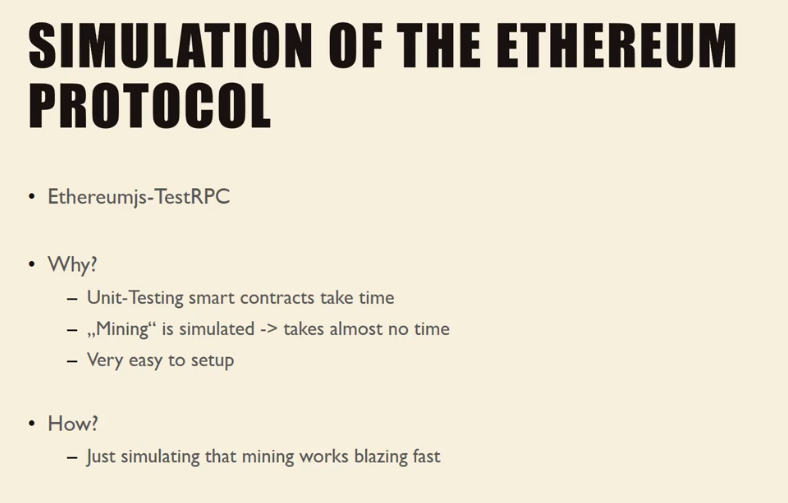 SIMULATION OF THE ETHEREUM
PROTOCOL
• Ethereumjs-TestRPC
• Why?
– Unit-Testing smart contracts take time
– „Mining“ is simulated -> takes almost no time
– Very easy to setup
• How?
– Just simulating that mining works blazing fast